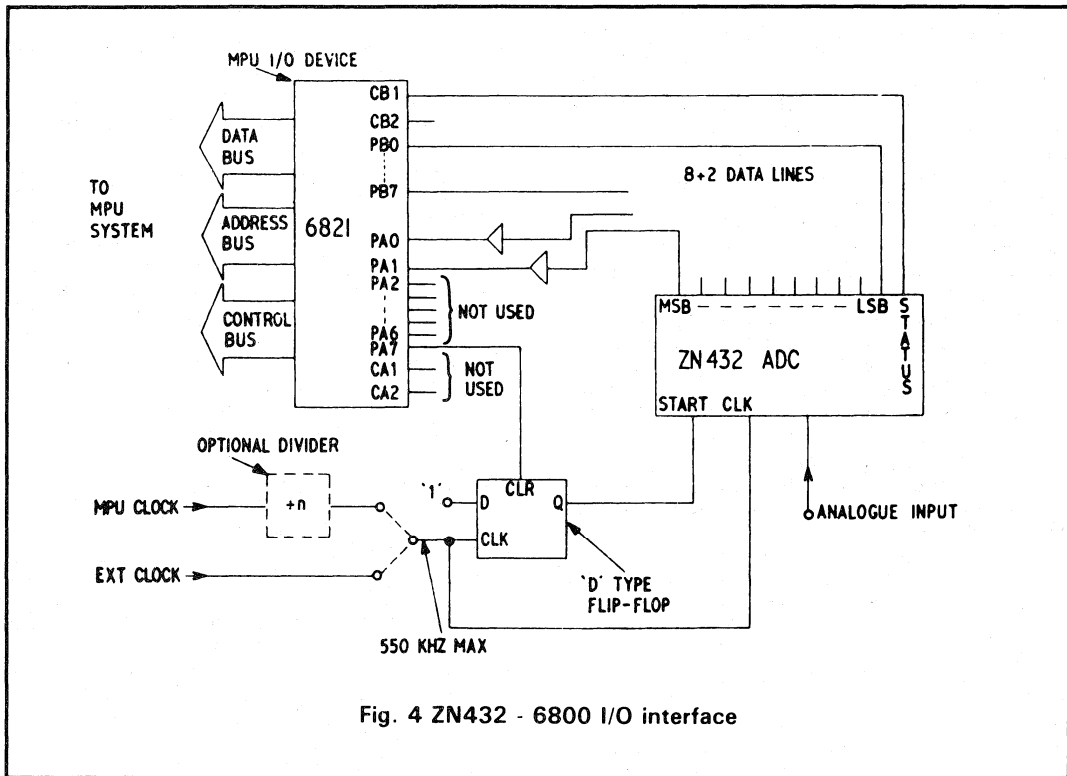 MPU I/O DEVICE
CB1
CB2
PB0
PB7
PA0
PA1
PA2
PA6
PA7
CA1
CA2
6821
DATA
BUS
ADDRESS
BUS
CONTROL
BUS
TO
MPU
SYSTEM
8+2 DATA LINES
NOT USED
NOT
USED
MSB
LSB
STATUS
ZN432 ADC
START CLK
OPTIONAL DIVIDER
MPU CLOCK
÷n
'1'
D
CLR
Q
CLK
ANALOGUE INPUT
EXT CLOCK
'D' TYPE
FLIP-FLOP
550 KHZ MAX
Fig. 4 ZN432 - 6800 I/O interface